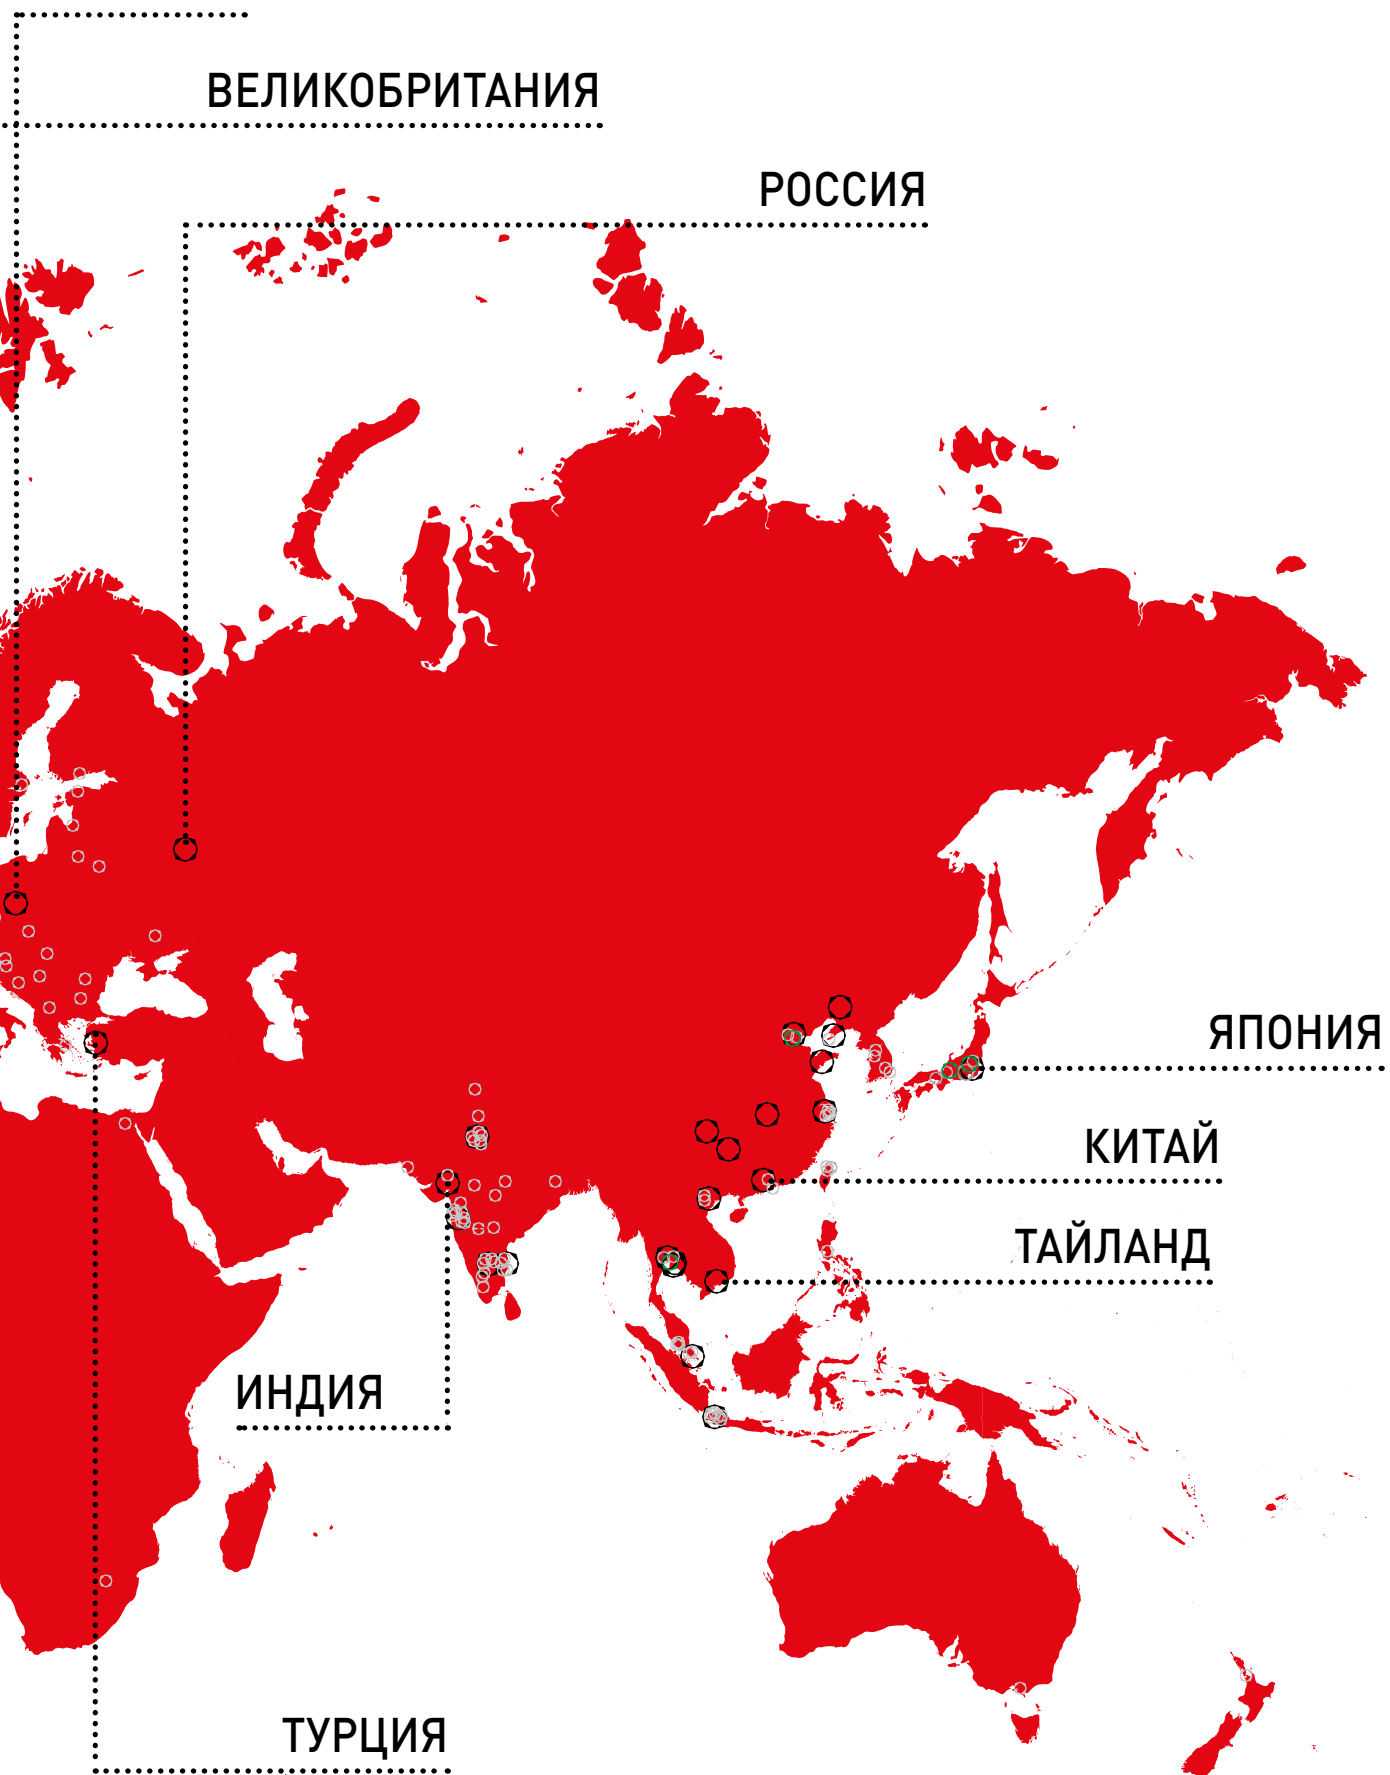 ВЕЛИКОБРИТАНИЯ
РОССИЯ
ЯПОНИЯ
КИТАЙ
ТАЙЛАНД
ИНДИЯ
ТУРЦИЯ